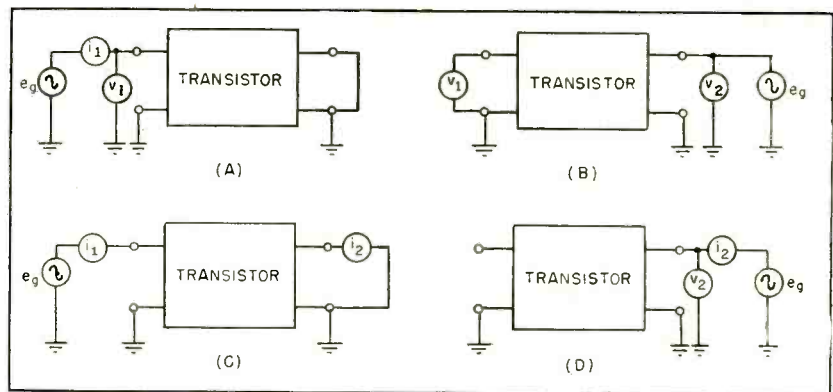 i1
v1
eg
TRANSISTOR
(A)
v1
TRANSISTOR
v2
eg
(B)
i1
eg
TRANSISTOR
i2
(C)
TRANSISTOR
v2
i2
eg
(D)